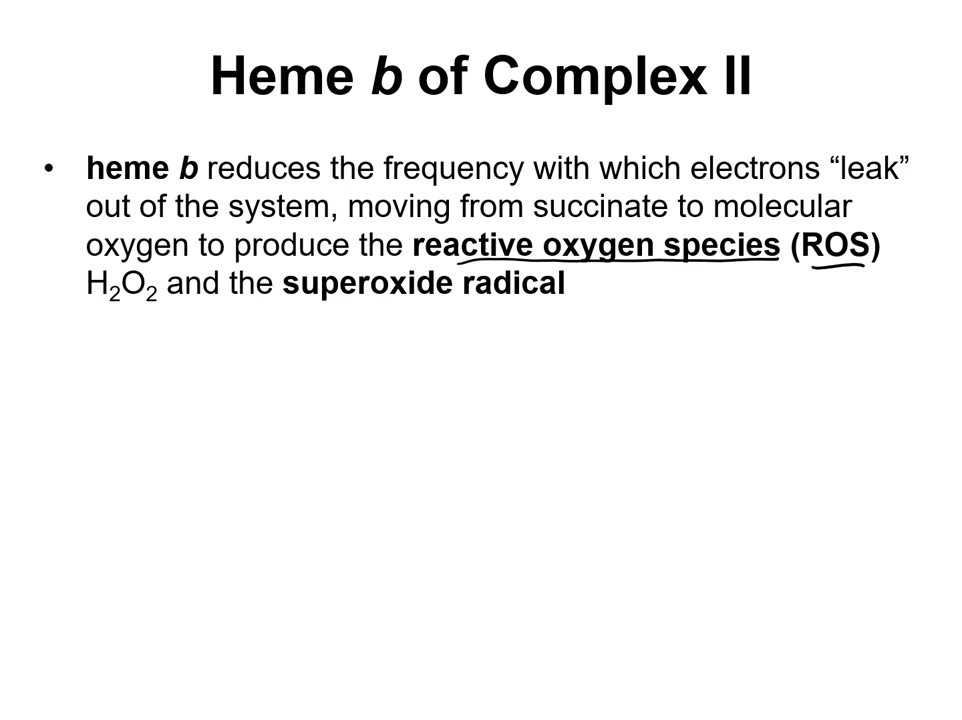 Heme b of Complex II
• heme b reduces the frequency with which electrons “leak”
out of the system, moving from succinate to molecular
oxygen to produce the reactive oxygen species (ROS)
H₂O₂ and the superoxide radical